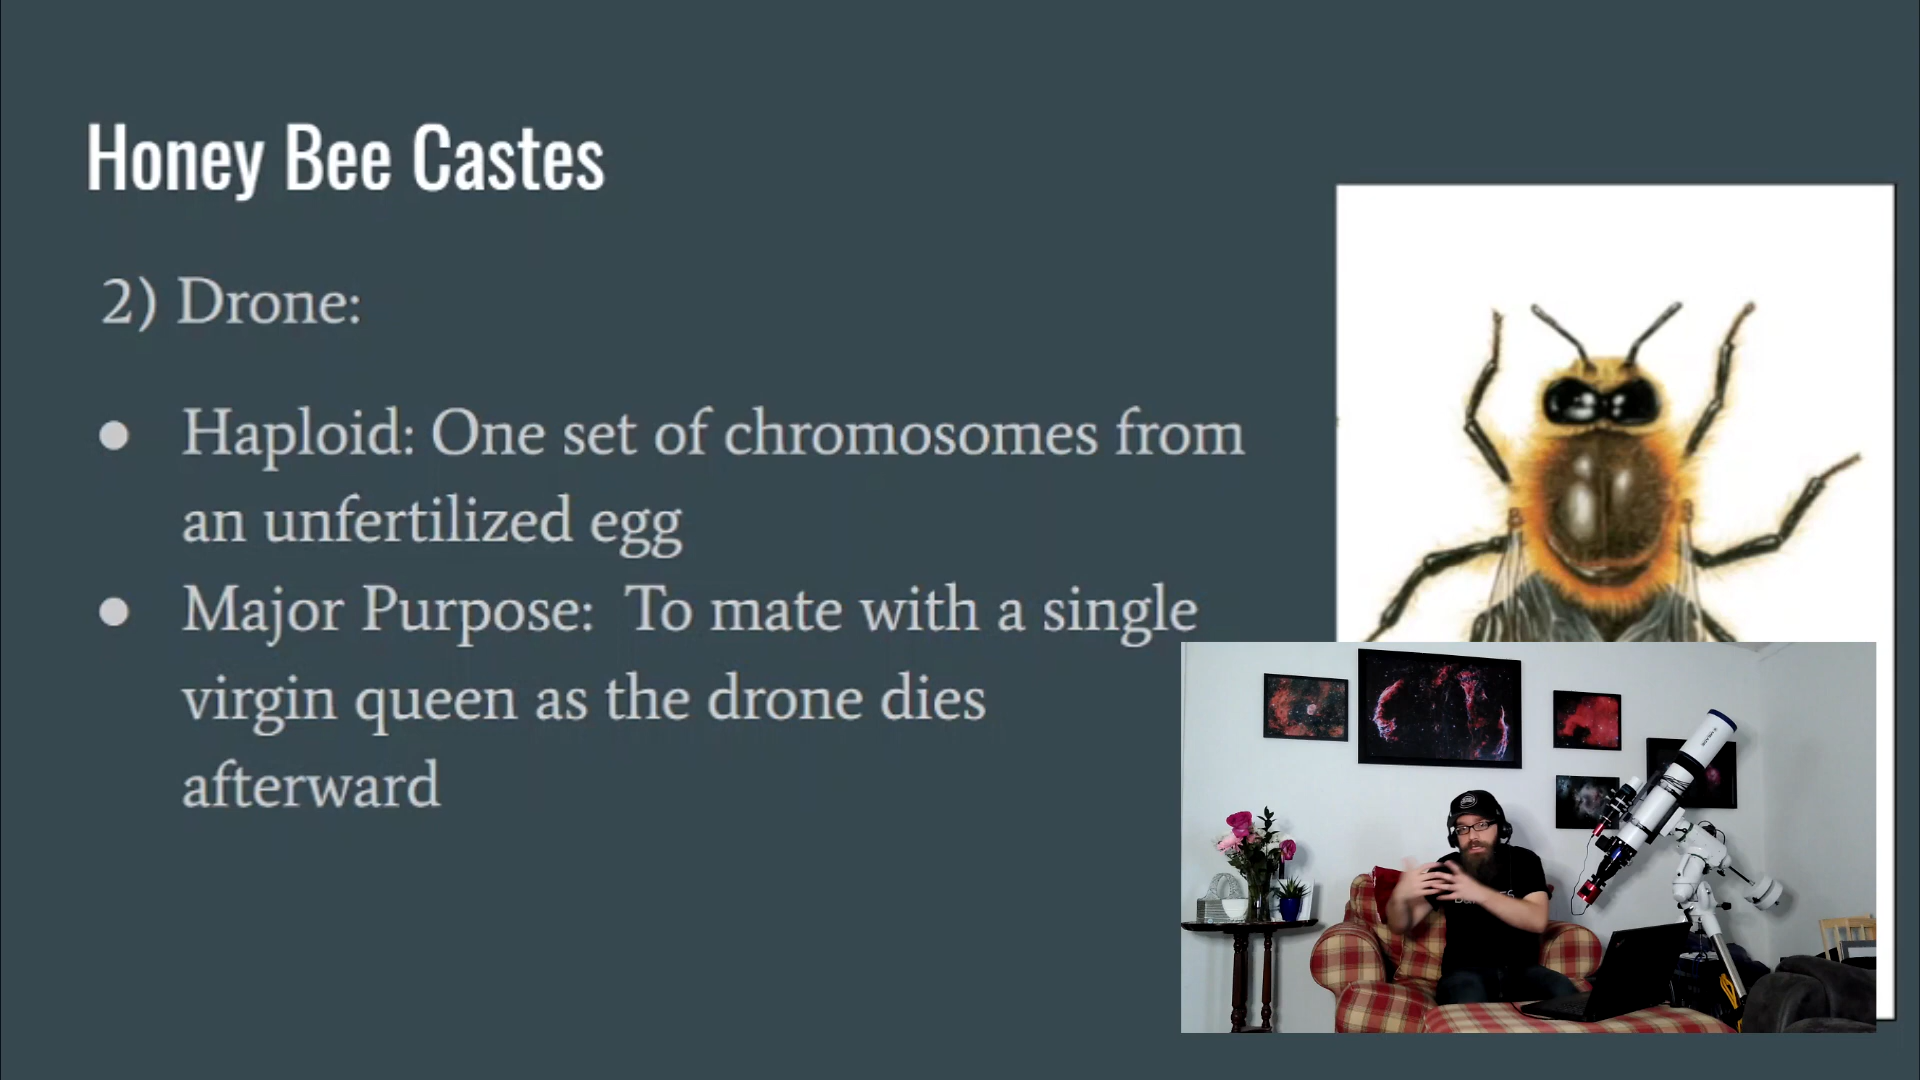 Honey Bee Castes
2) Drone:
● Haploid: One set of chromosomes from
an unfertilized egg
● Major Purpose:  To mate with a single
virgin queen as the drone dies
afterward